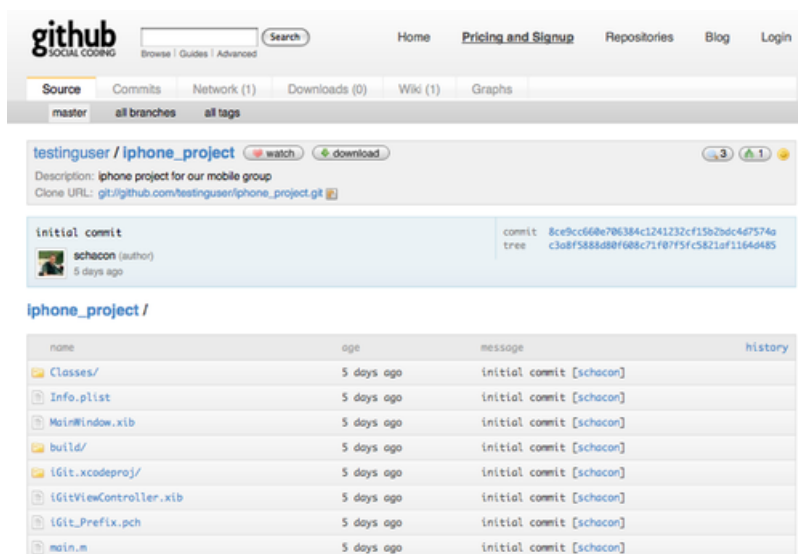 github
SOCIAL CODING
Search
Browse | Guides | Advanced
Home Pricing and Signup Repositories Blog Login
Source Commits Network (1) Downloads (0) Wiki (1) Graphs
master all branches all tags
testinguser / iphone_project watch download 3 1
Description: iphone project for our mobile group
Clone URL: git://github.com/testinguser/iphone_project.git
initial commit
commit 8ce9cc660e706384c1241232cf15b2bdc4d7574a
schacon (author)
tree c3a8f5888d80f608c71f07f5fc5821af1164d485
5 days ago
iphone_project /
name age message history
Classes/ 5 days ago initial commit [schacon]
Info.plist 5 days ago initial commit [schacon]
MainWindow.xib 5 days ago initial commit [schacon]
build/ 5 days ago initial commit [schacon]
iGit.xcodeproj/ 5 days ago initial commit [schacon]
iGitViewController.xib 5 days ago initial commit [schacon]
iGit_Prefix.pch 5 days ago initial commit [schacon]
main.m 5 days ago initial commit [schacon]